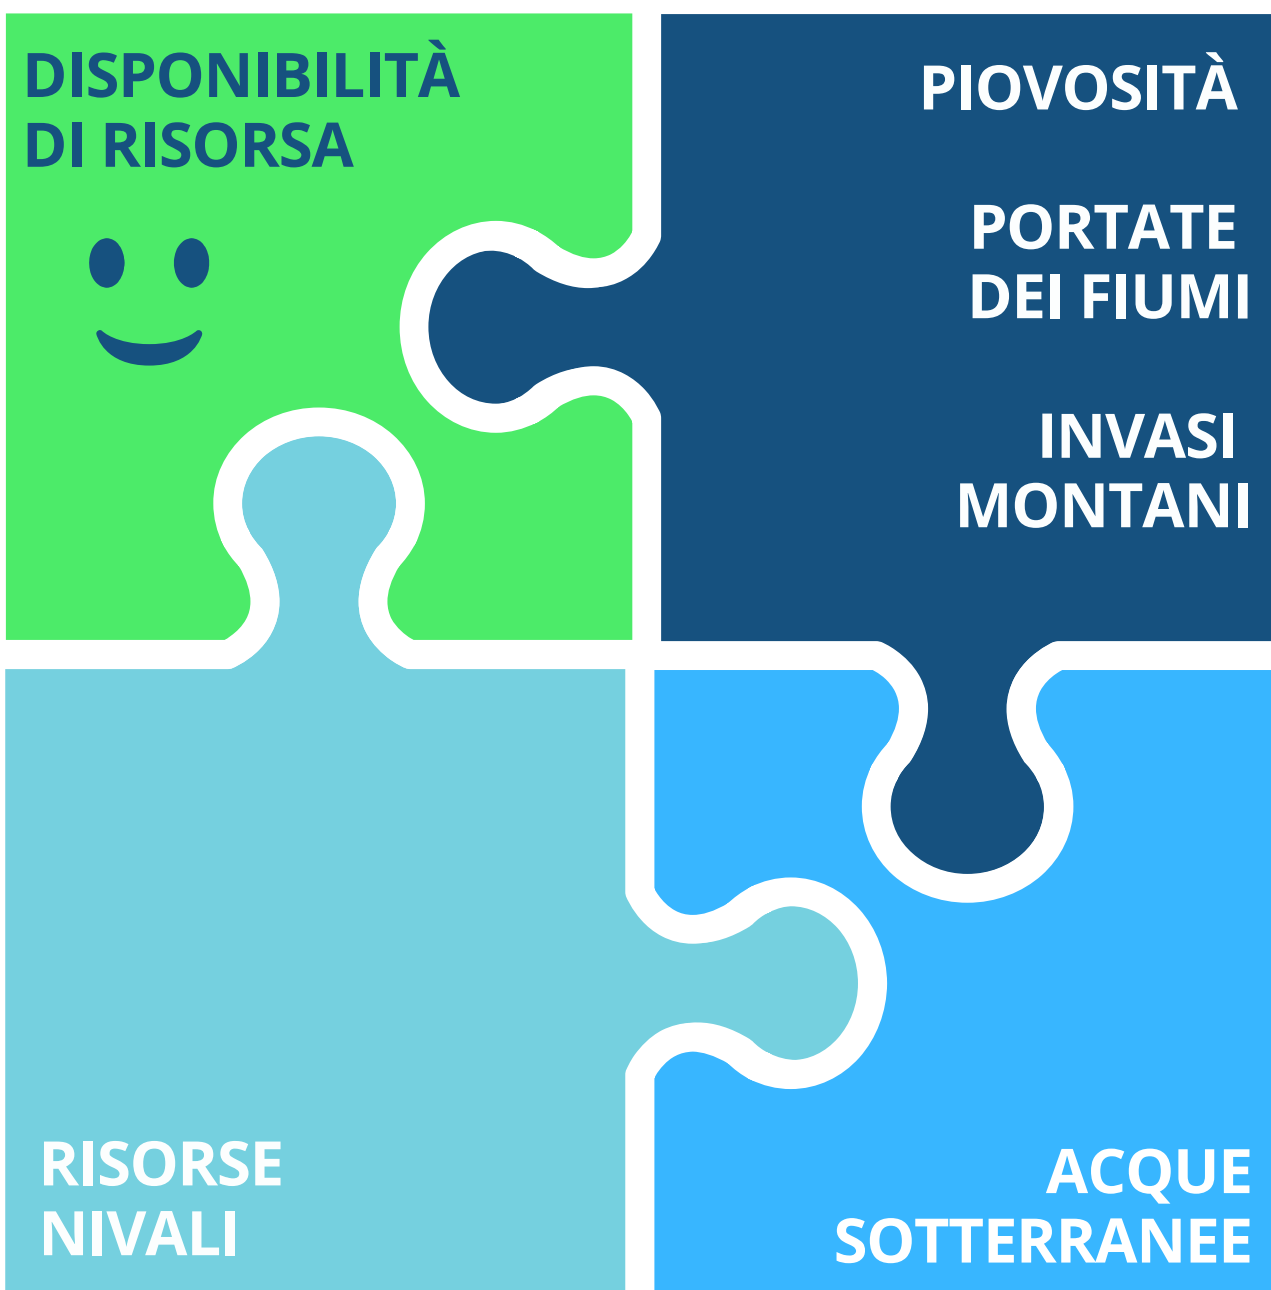 DISPONIBILITÀ
DI RISORSA
PIOVOSITÀ
PORTATE
DEI FIUMI
INVASI
MONTANI
RISORSE
NIVALI
ACQUE
SOTTERRANEE